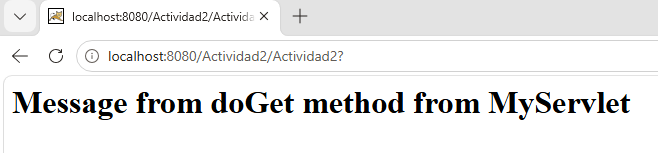 localhost:8080/Actividad2/Activida
localhost:8080/Actividad2/Actividad2?
Message from doGet method from MyServlet